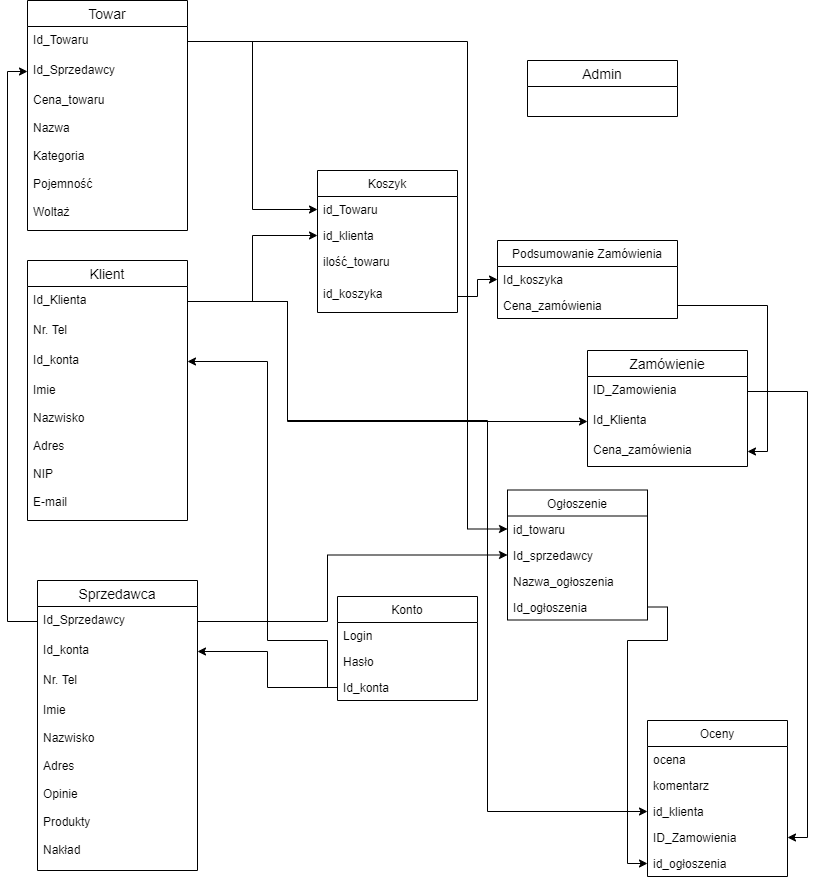 Towar
Id_Towaru
Id_Sprzedawcy
Cena_towaru
Nazwa
Kategoria
Pojemność
Woltaż
Admin
Koszyk
id_Towaru
id_klienta
ilość_towaru
id_koszyka
Podsumowanie Zamówienia
Id_koszyka
Cena_zamówienia
Klient
Id_Klienta
Nr. Tel
Id_konta
Imie
Nazwisko
Adres
NIP
E-mail
Zamówienie
ID_Zamowienia
Id_Klienta
Cena_zamówienia
Ogłoszenie
id_towaru
Id_sprzedawcy
Nazwa_ogłoszenia
Id_ogłoszenia
Sprzedawca
Id_Sprzedawcy
Id_konta
Nr. Tel
Imie
Nazwisko
Adres
Opinie
Produkty
Nakład
Konto
Login
Hasło
Id_konta
Oceny
ocena
komentarz
id_klienta
ID_Zamowienia
id_ogłoszenia